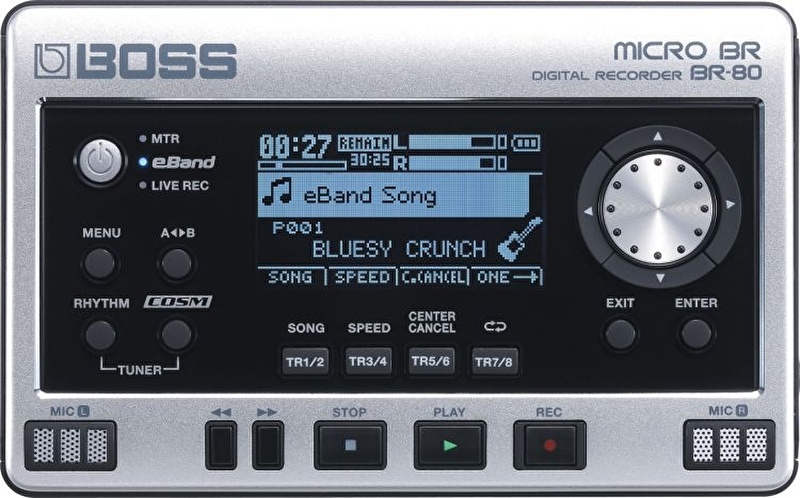 BOSS
MICRO BR
DIGITAL RECORDER BR-80
MTR
eBand
LIVE REC
00:27 REMAIN L
30:25 R
eBand Song
P001
BLUESY CRUNCH
SONG SPEED C.CANCEL ONE
MENU A◂▸B
RHYTHM COSM
TUNER
EXIT ENTER
SONG SPEED CENTER CANCEL
TR1/2 TR3/4 TR5/6 TR7/8
MIC L STOP PLAY REC MIC R